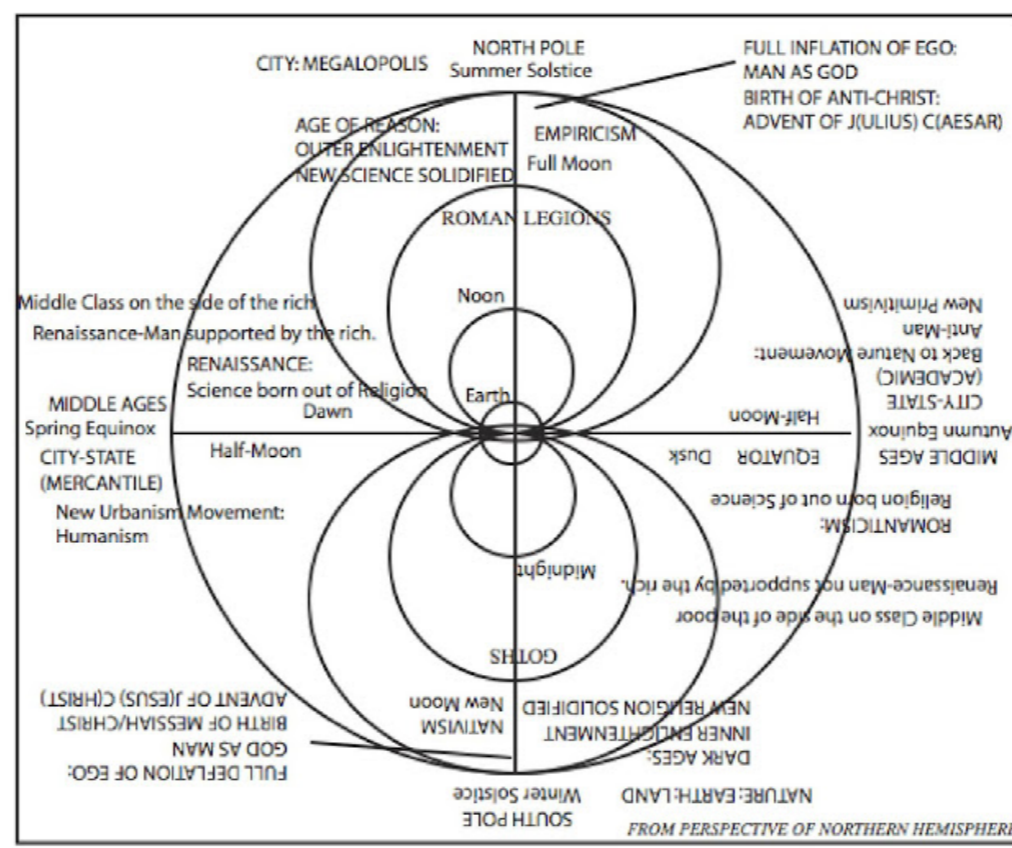 CITY: MEGALOPOLIS
NORTH POLE
Summer Solstice
FULL INFLATION OF EGO:
MAN AS GOD
BIRTH OF ANTI-CHRIST:
ADVENT OF J(ULIUS) C(AESAR)
AGE OF REASON:
OUTER ENLIGHTENMENT
NEW SCIENCE SOLIDIFIED
EMPIRICISM
Full Moon
ROMAN LEGIONS
Noon
Middle Class on the side of the rich
Renaissance-Man supported by the rich.
RENAISSANCE:
Science born out of Religion
Dawn
Earth
MIDDLE AGES
Spring Equinox
Half-Moon
CITY-STATE
(MERCANTILE)
New Urbanism Movement:
Humanism
MIDDLE AGES
Autumn Equinox
CITY-STATE
(ACADEMIC)
Back to Nature Movement:
Anti-Man
New Primitivism
Half-Moon
EQUATOR
Dusk
ROMANTICISM:
Religion born out of Science
Middle Class on the side of the poor
Renaissance-Man not supported by the rich.
Midnight
GOTHS
NATIVISM
New Moon
DARK AGES:
INNER ENLIGHTENMENT
NEW RELIGION SOLIDIFIED
FULL DEFLATION OF EGO:
GOD AS MAN
BIRTH OF MESSIAH/CHRIST
ADVENT OF J(ESUS) C(HRIST)
SOUTH POLE
Winter Solstice
NATURE: EARTH: LAND
FROM PERSPECTIVE OF NORTHERN HEMISPHERE